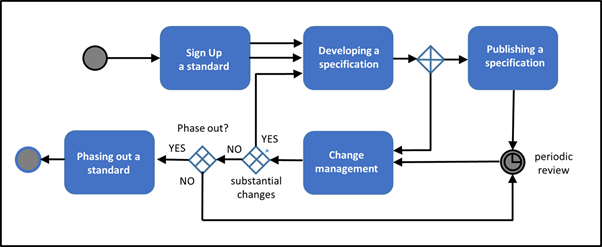 Sign Up
a standard
Developing a
specification
Publishing a
specification
Phase out?
YES
NO
YES
NO
substantial
changes
Phasing out a
standard
Change
management
periodic
review